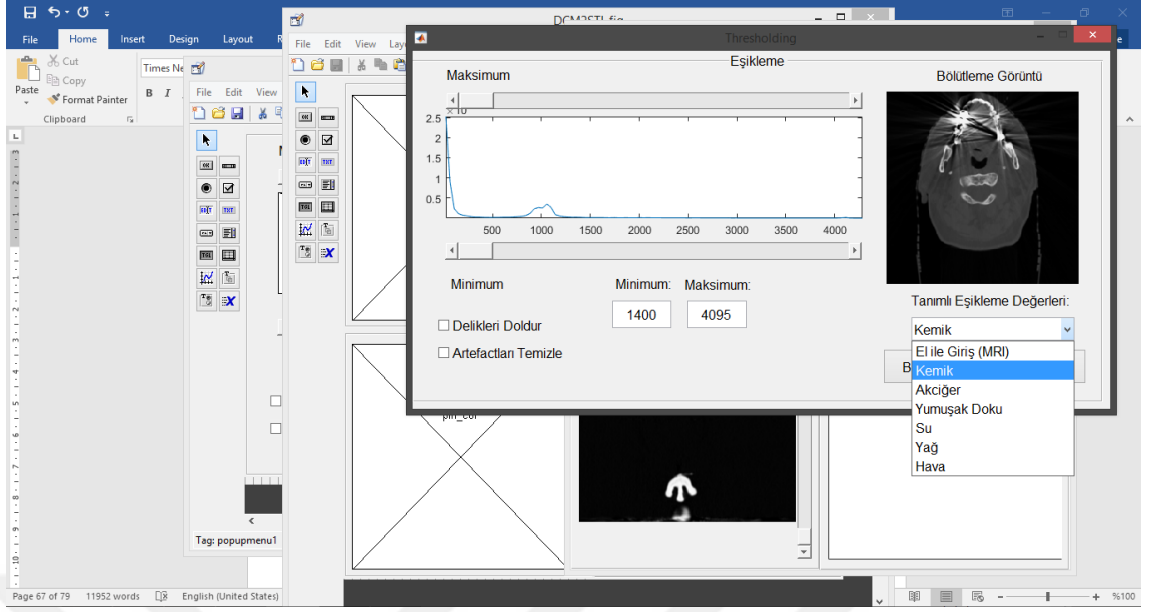 File Home Insert Design Layout R
Cut
Copy
Format Painter
Paste
Clipboard
Times Ne
B I
File Edit View
DCM2STL.fig
File Edit View Lay
Thresholding
Eşikleme
Maksimum
Bölütleme Görüntü
× 10
2.5
2
1.5
1
0.5
500 1000 1500 2000 2500 3000 3500 4000
Minimum
Minimum: Maksimum:
1400 4095
Delikleri Doldur
Artefactları Temizle
Tanımlı Eşikleme Değerleri:
Kemik
El ile Giriş (MRI)
Kemik
Akciğer
Yumuşak Doku
Su
Yağ
Hava
B
Tag: popupmenu1
Page 67 of 79 11952 words English (United States) %100